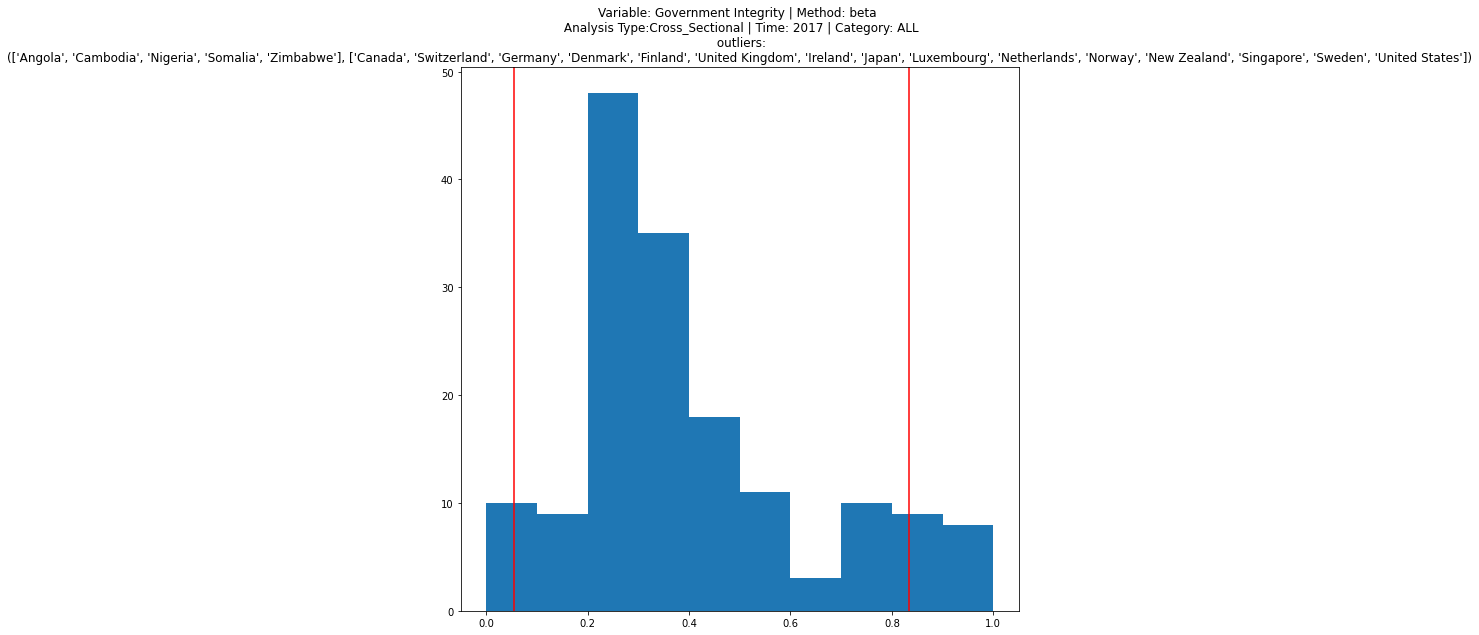 Variable: Government Integrity | Method: beta
Analysis Type:Cross_Sectional | Time: 2017 | Category: ALL
outliers:
(['Angola', 'Cambodia', 'Nigeria', 'Somalia', 'Zimbabwe'], ['Canada', 'Switzerland', 'Germany', 'Denmark', 'Finland', 'United Kingdom', 'Ireland', 'Japan', 'Luxembourg', 'Netherlands', 'Norway', 'New Zealand', 'Singapore', 'Sweden', 'United States'])
50
40
30
20
10
0
0.0 0.2 0.4 0.6 0.8 1.0